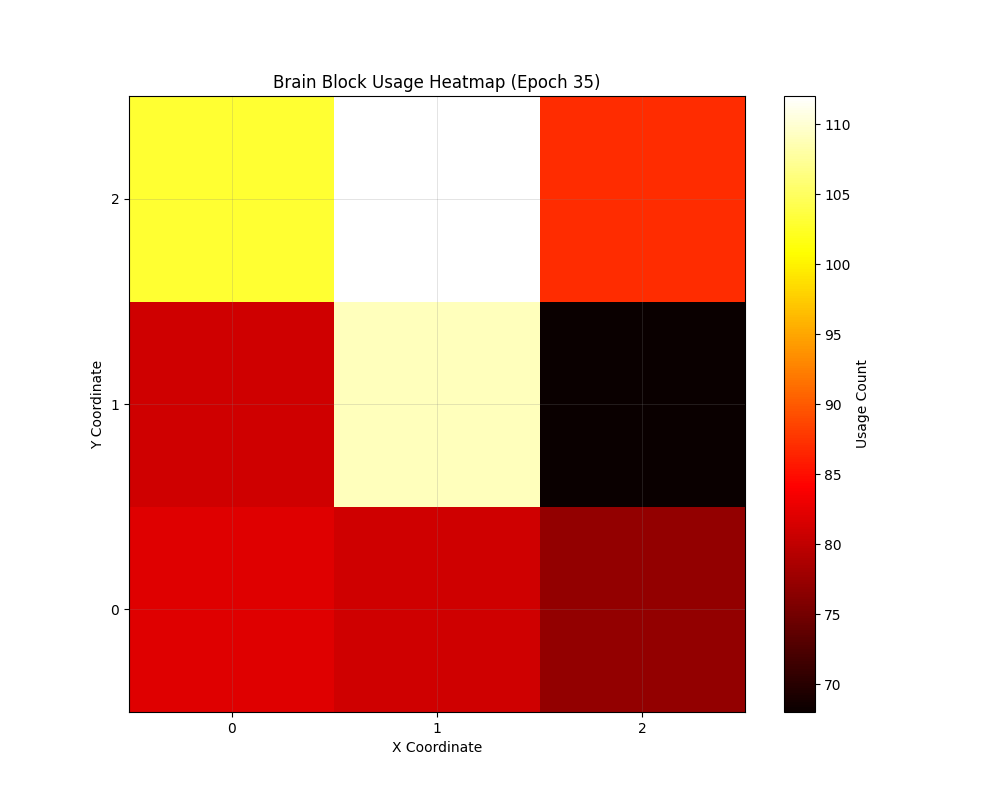 Brain Block Usage Heatmap (Epoch 35)
2
1
0
Y Coordinate
0 1 2
X Coordinate
110
105
100
95
90
85
80
75
70
Usage Count